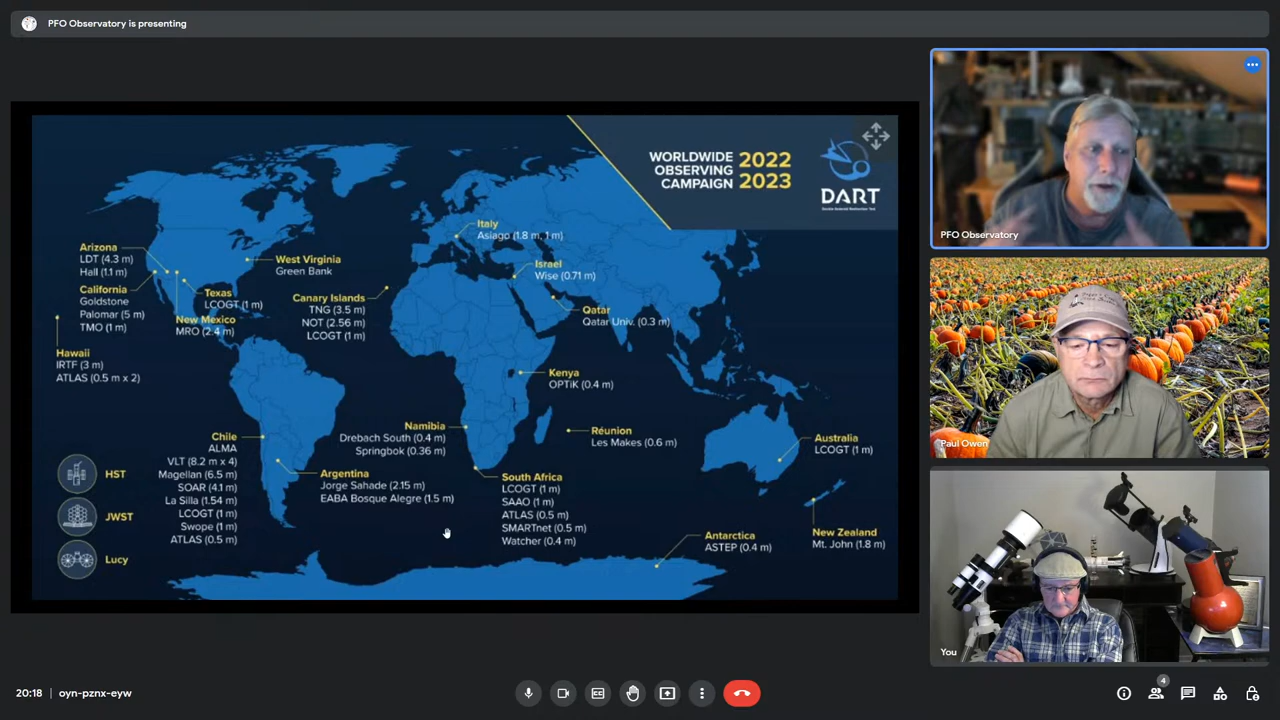 PFO Observatory is presenting
WORLDWIDE
OBSERVING
CAMPAIGN
2022
2023
DART
Double Asteroid Redirection Test
Italy
Asiago (1.8 m, 1 m)
Arizona
LDT (4.3 m)
Hall (1.1 m)
West Virginia
Green Bank
Israel
Wise (0.71 m)
California
Goldstone
Palomar (5 m)
TMO (1 m)
Texas
LCOGT (1 m)
New Mexico
MRO (2.4 m)
Canary Islands
TNG (3.5 m)
NOT (2.56 m)
LCOGT (1 m)
Qatar
Qatar Univ. (0.3 m)
Hawaii
IRTF (3 m)
ATLAS (0.5 m x 2)
Kenya
OPTiK (0.4 m)
Namibia
Drebach South (0.4 m)
Springbok (0.36 m)
Réunion
Les Makes (0.6 m)
Chile
ALMA
VLT (8.2 m x 4)
Magellan (6.5 m)
SOAR (4.1 m)
La Silla (1.54 m)
LCOGT (1 m)
Swope (1 m)
ATLAS (0.5 m)
Argentina
Jorge Sahade (2.15 m)
EABA Bosque Alegre (1.5 m)
South Africa
LCOGT (1 m)
SAAO (1 m)
ATLAS (0.5 m)
SMARTnet (0.5 m)
Watcher (0.4 m)
Australia
LCOGT (1 m)
New Zealand
Mt. John (1.8 m)
Antarctica
ASTEP (0.4 m)
HST
JWST
Lucy
PFO Observatory
Paul Owen
You
20:18 | oyn-pznx-eyw
4